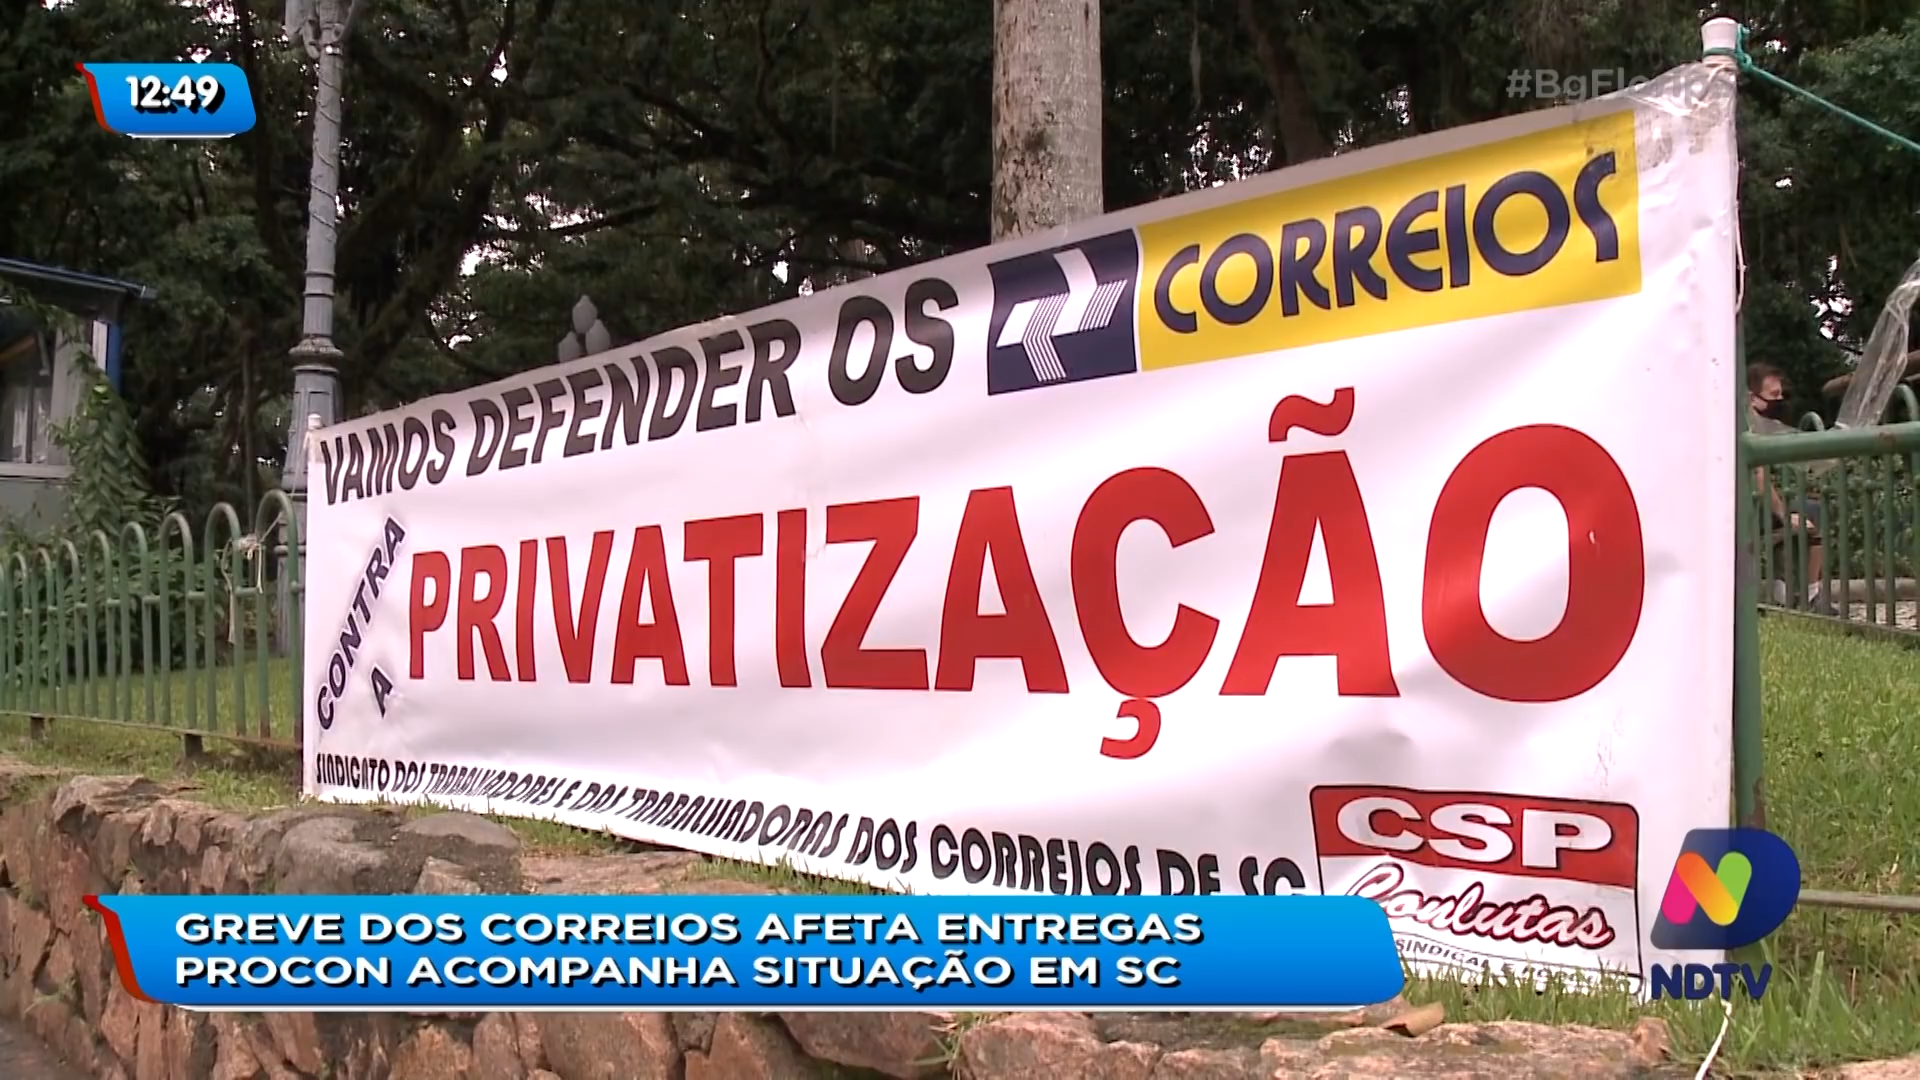 12:49
#BgFlorip
VAMOS DEFENDER OS
CORREIOS
CONTRA
A
PRIVATIZAÇÃO
SINDICATO DOS TRABALHADORES E DAS TRABALHADORAS DOS CORREIOS DE SC
CSP
Conlutas
GREVE DOS CORREIOS AFETA ENTREGAS
PROCON ACOMPANHA SITUAÇÃO EM SC
NDTV